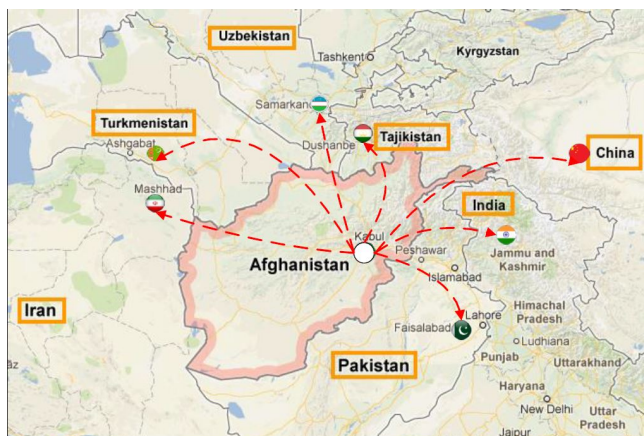 Uzbekistan
Tashkent
Kyrgyzstan
Samarkan
Turkmenistan
Ashgabat
Dushanbe
Tajikistan
China
Mashhad
India
Kabul
Peshawar
Jammu and
Kashmir
Afghanistan
Islamabad
Iran
Himachal
Pradesh
Lahore
Faisalabad
Ludhiana
Pakistan
Punjab
Uttarakhand
Haryana
New Delhi
Uttar
Pradesh
Jaipur